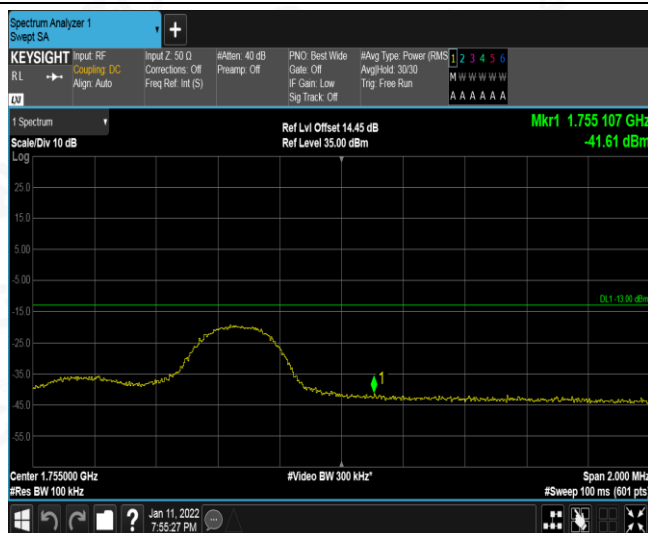 Spectrum Analyzer 1
Swept SA
+
KEYSIGHT
RL
Input: RF
Coupling: DC
Align: Auto
Input Z: 50 Ω
Corrections: Off
Freq Ref: Int (S)
#Atten: 40 dB
Preamp: Off
PNO: Best Wide
Gate: Off
IF Gain: Low
Sig Track: Off
#Avg Type: Power (RMS
Avg|Hold: 30/30
Trig: Free Run
1 2 3 4 5 6
M W W W W W
A A A A A A
1 Spectrum
Scale/Div 10 dB
Ref Lvl Offset 14.45 dB
Ref Level 35.00 dBm
Mkr1 1.755 107 GHz
-41.61 dBm
Log
25.0
15.0
5.00
-5.00
DL1 -13.00 dBm
-15.0
-25.0
-35.0
1
-45.0
-55.0
Center 1.755000 GHz
#Res BW 100 kHz
#Video BW 300 kHz*
Span 2.000 MHz
#Sweep 100 ms (601 pts)
?
Jan 11, 2022
7:55:27 PM